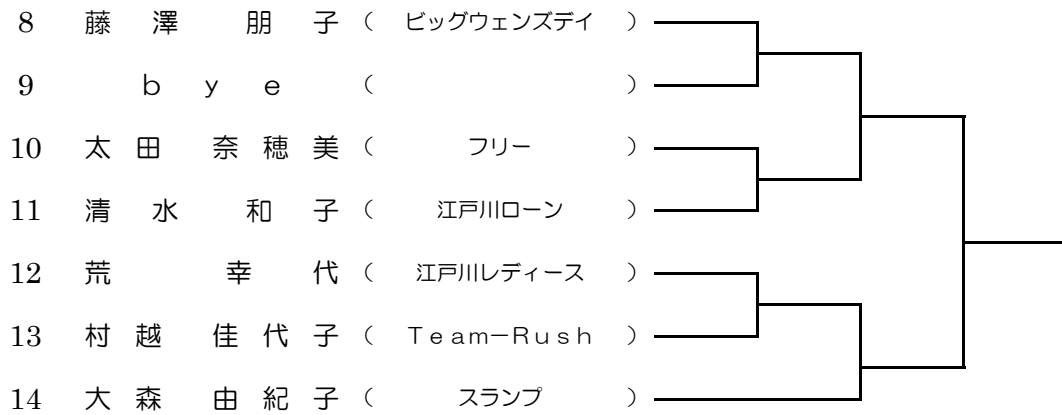 8 藤澤 朋子 ( ビッグウェンズデイ )
9 bye ( )
10 太田 奈穂美 ( フリー )
11 清水 和子 ( 江戸川ローン )
12 荒 幸代 ( 江戸川レディース )
13 村越 佳代子 ( Team－Rush )
14 大森 由紀子 ( スランプ )